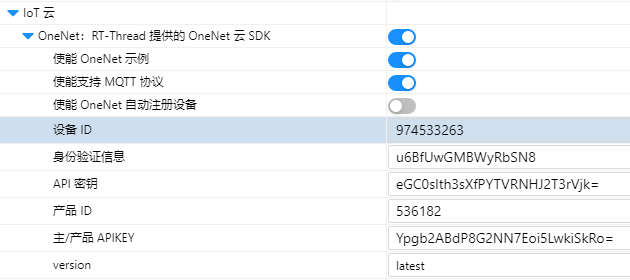 IoT 云
OneNet：RT-Thread 提供的 OneNet 云 SDK
使能 OneNet 示例
使能支持 MQTT 协议
使能 OneNet 自动注册设备
设备 ID 974533263
身份验证信息 u6BfUwGMBWyRbSN8
API 密钥 eGC0slth3sXfPYTVRNHJ2T3rVjk=
产品 ID 536182
主/产品 APIKEY Ypgb2ABdP8G2NN7Eoi5LwkiSkRo=
version latest